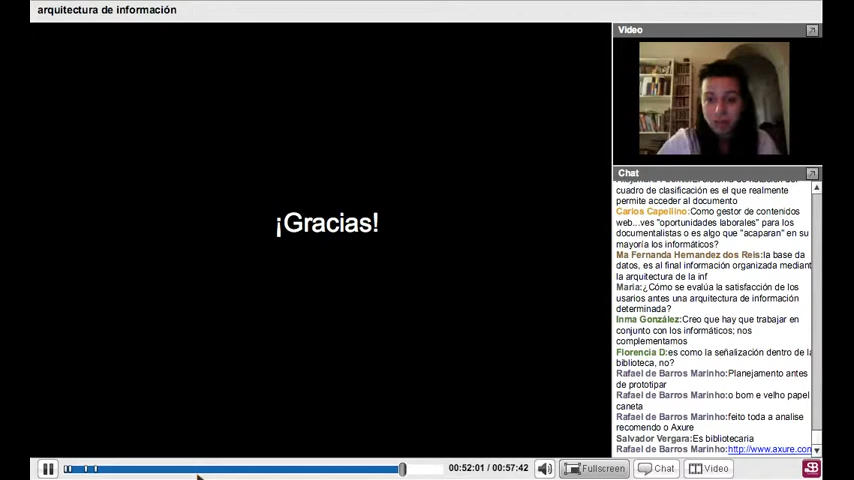 arquitectura de información
Video
¡Gracias!
Chat
cuadro de clasificación es el que realmente
permite acceder al documento
Carlos Capellino:Como gestor de contenidos
web...ves "oportunidades laborales" para los
documentalistas o es algo que "acaparan" en su
mayoría los informáticos?
Ma Fernanda Hernandez dos Reis:la base da
datos, es al final información organizada mediant
la arquitectura de la inf
Maria:¿Cómo se evalúa la satisfacción de los
usarios antes una arquitectura de información
determinada?
Inma González:Creo que hay que trabajar en
conjunto con los informáticos; nos
complementamos
Florencia D:es como la señalización dentro de la
biblioteca, no?
Rafael de Barros Marinho:Planejamento antes
de prototipar
Rafael de Barros Marinho:o bom e velho papel
caneta
Rafael de Barros Marinho:feito toda a analise
recomendo o Axure
Salvador Vergara:Es bibliotecaria
Rafael de Barros Marinho:http://www.axure.com
00:52:01 / 00:57:42
Fullscreen
Chat
Video